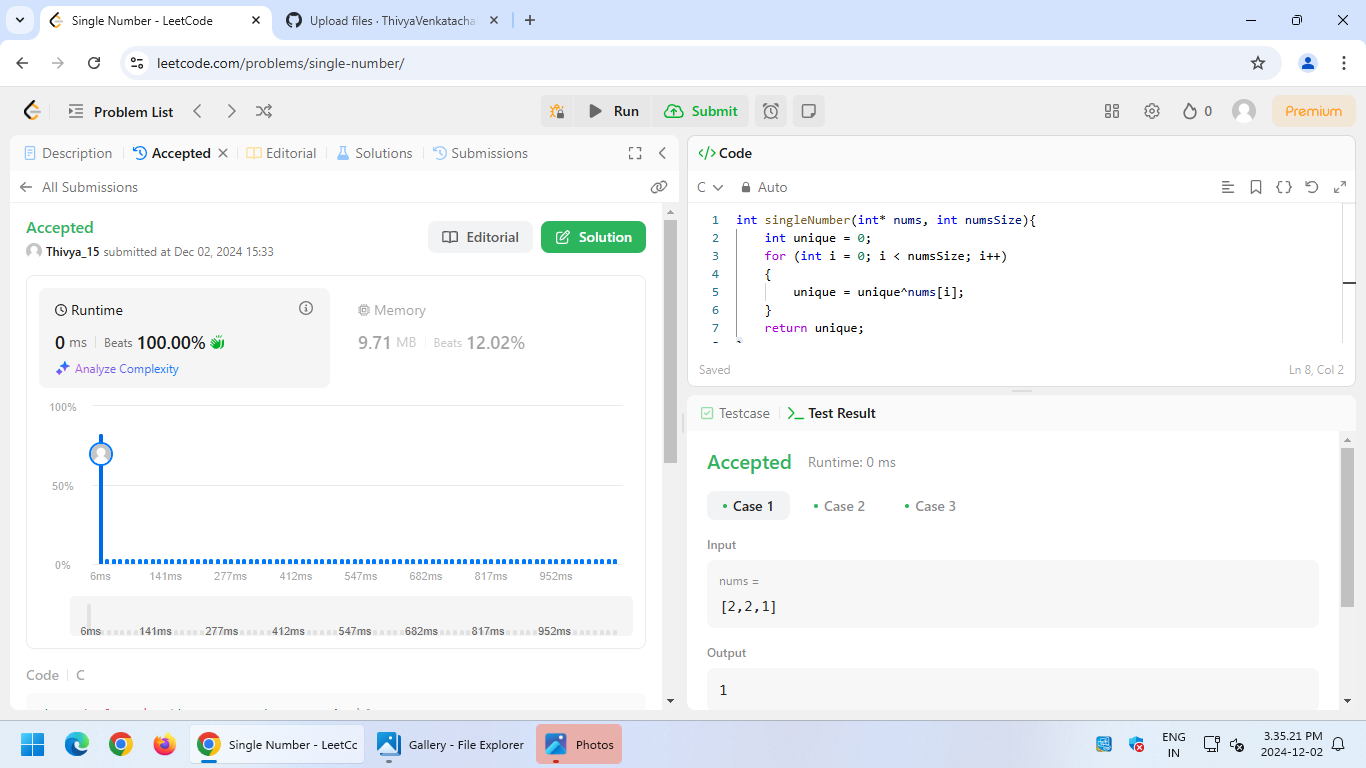 Single Number - LeetCode
Upload files · ThivyaVenkatacha
leetcode.com/problems/single-number/
Problem List
Run
Submit
0
Premium
Description
Accepted
Editorial
Solutions
Submissions
All Submissions
Accepted
Thivya_15 submitted at Dec 02, 2024 15:33
Editorial
Solution
Runtime
0 ms
Beats 100.00%
Analyze Complexity
Memory
9.71 MB
Beats 12.02%
100%
50%
0%
6ms 141ms 277ms 412ms 547ms 682ms 817ms 952ms
6ms 141ms 277ms 412ms 547ms 682ms 817ms 952ms
Code
C
</> Code
C
Auto
1 int singleNumber(int* nums, int numsSize){
2 int unique = 0;
3 for (int i = 0; i < numsSize; i++)
4 {
5 unique = unique^nums[i];
6 }
7 return unique;
Saved
Ln 8, Col 2
Testcase
Test Result
Accepted
Runtime: 0 ms
Case 1
Case 2
Case 3
Input
nums =
[2,2,1]
Output
1
Single Number - LeetCc
Gallery - File Explorer
Photos
ENG
IN
3.35.21 PM
2024-12-02